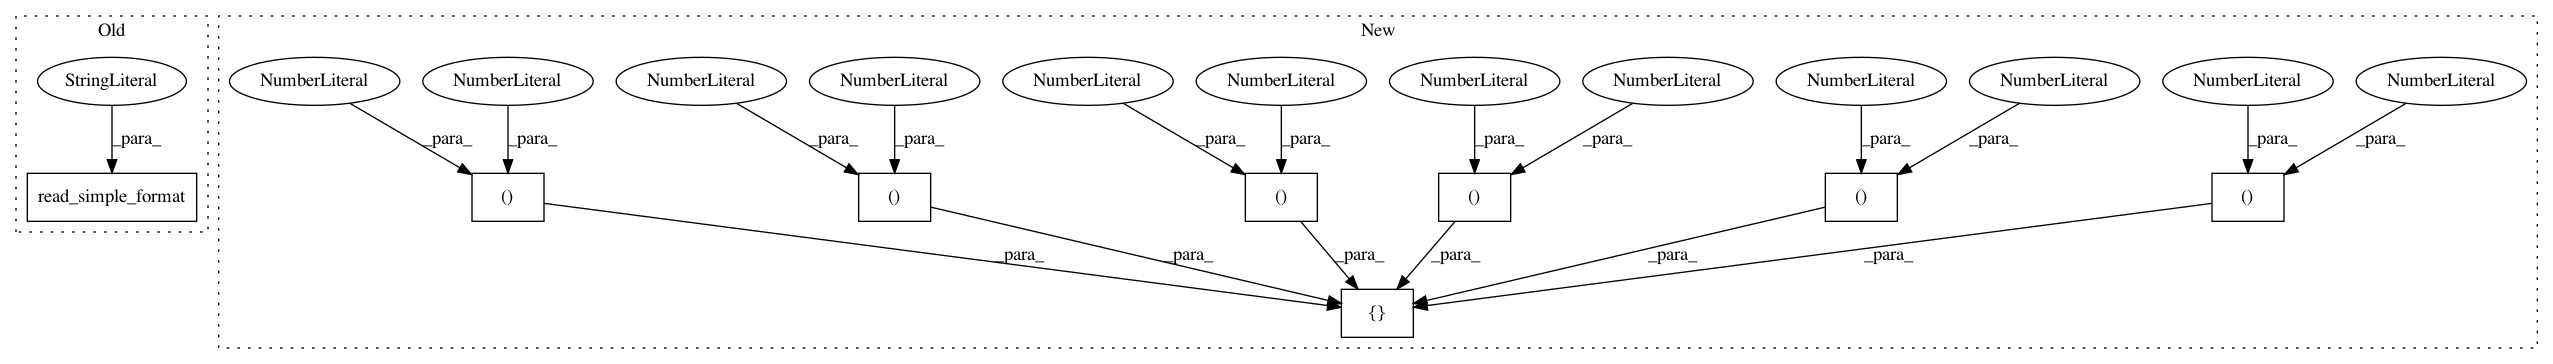 Old
New
StringLiteral
NumberLiteral NumberLiteral NumberLiteral NumberLiteral NumberLiteral NumberLiteral NumberLiteral NumberLiteral NumberLiteral NumberLiteral NumberLiteral NumberLiteral
_para_ _para_ _para_ _para_ _para_ _para_ _para_ _para_ _para_ _para_ _para_ _para_ _para_
read_simple_format () () () () () ()
_para_ _para_ _para_ _para_ _para_ _para_
{}